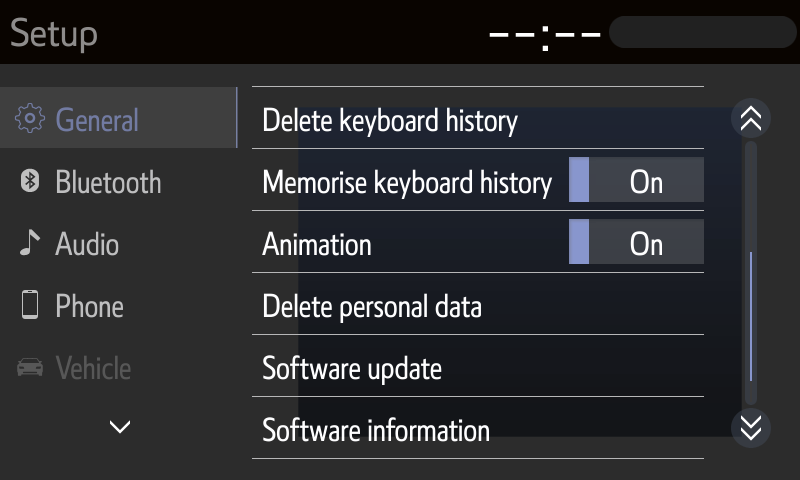 Setup
--:--
General
Bluetooth
Audio
Phone
Vehicle
Delete keyboard history
Memorise keyboard history On
Animation On
Delete personal data
Software update
Software information